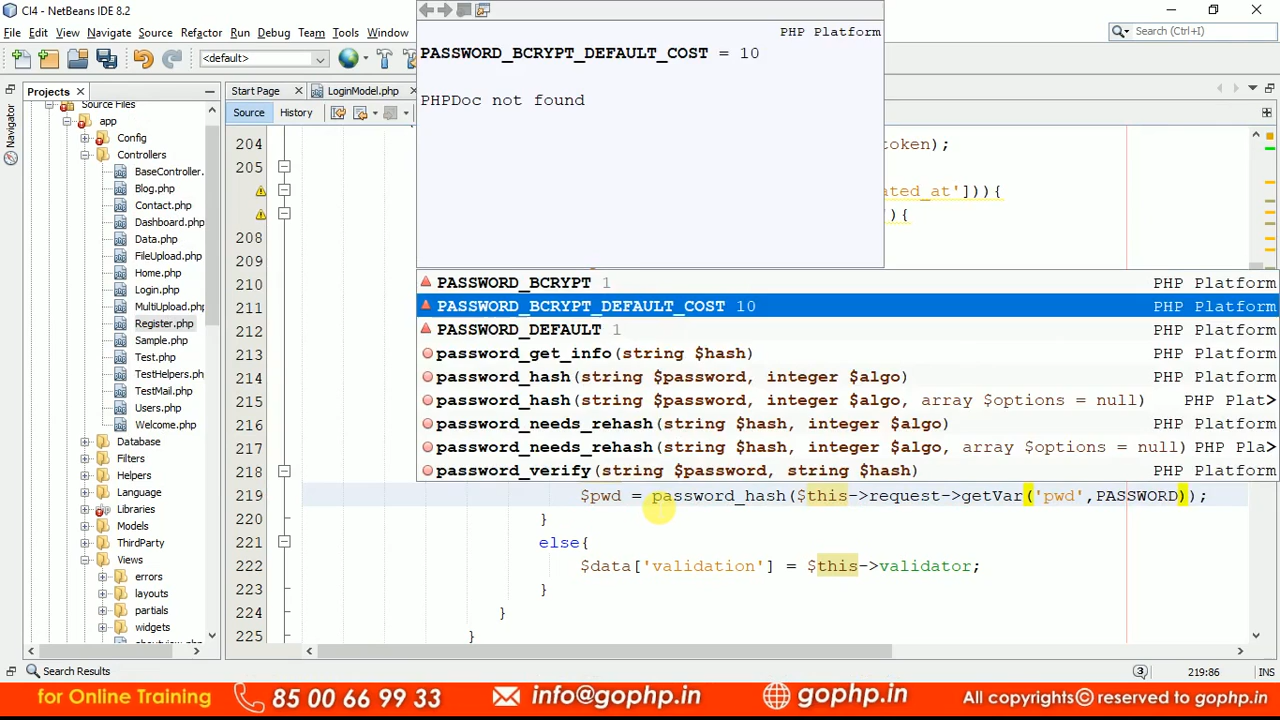 CI4 - NetBeans IDE 8.2
File Edit View Navigate Source Refactor Run Debug Team Tools Window
Search (Ctrl+I)
<default>
Projects
Start Page
LoginModel.php
Source
History
Navigator
Source Files
app
Config
Controllers
BaseController.
Blog.php
Contact.php
Dashboard.php
Data.php
FileUpload.php
Home.php
Login.php
MultiUpload.php
Register.php
Sample.php
Test.php
TestHelpers.php
TestMail.php
Users.php
Welcome.php
Database
Filters
Helpers
Language
Libraries
Models
ThirdParty
Views
errors
layouts
partials
widgets
aboutview.php
PHP Platform
PASSWORD_BCRYPT_DEFAULT_COST = 10
PHPDoc not found
204 token);
205
ated_at'])){
'){
208
209
210
211
212
213
214
215
216
217
218
PASSWORD_BCRYPT 1 PHP Platform
PASSWORD_BCRYPT_DEFAULT_COST 10 PHP Platform
PASSWORD_DEFAULT 1 PHP Platform
password_get_info(string $hash) PHP Platform
password_hash(string $password, integer $algo) PHP Platform
password_hash(string $password, integer $algo, array $options = null) PHP Plat>
password_needs_rehash(string $hash, integer $algo) PHP Platform
password_needs_rehash(string $hash, integer $algo, array $options = null) PHP Pla>
password_verify(string $password, string $hash) PHP Platform
219 $pwd = password_hash($this->request->getVar('pwd',PASSWORD));
220 }
221 else{
222 $data['validation'] = $this->validator;
223 }
224 }
225 }
Search Results
3
219:86
INS
for Online Training 85 00 66 99 33 info@gophp.in gophp.in All copyrights© reserved to gophp.in